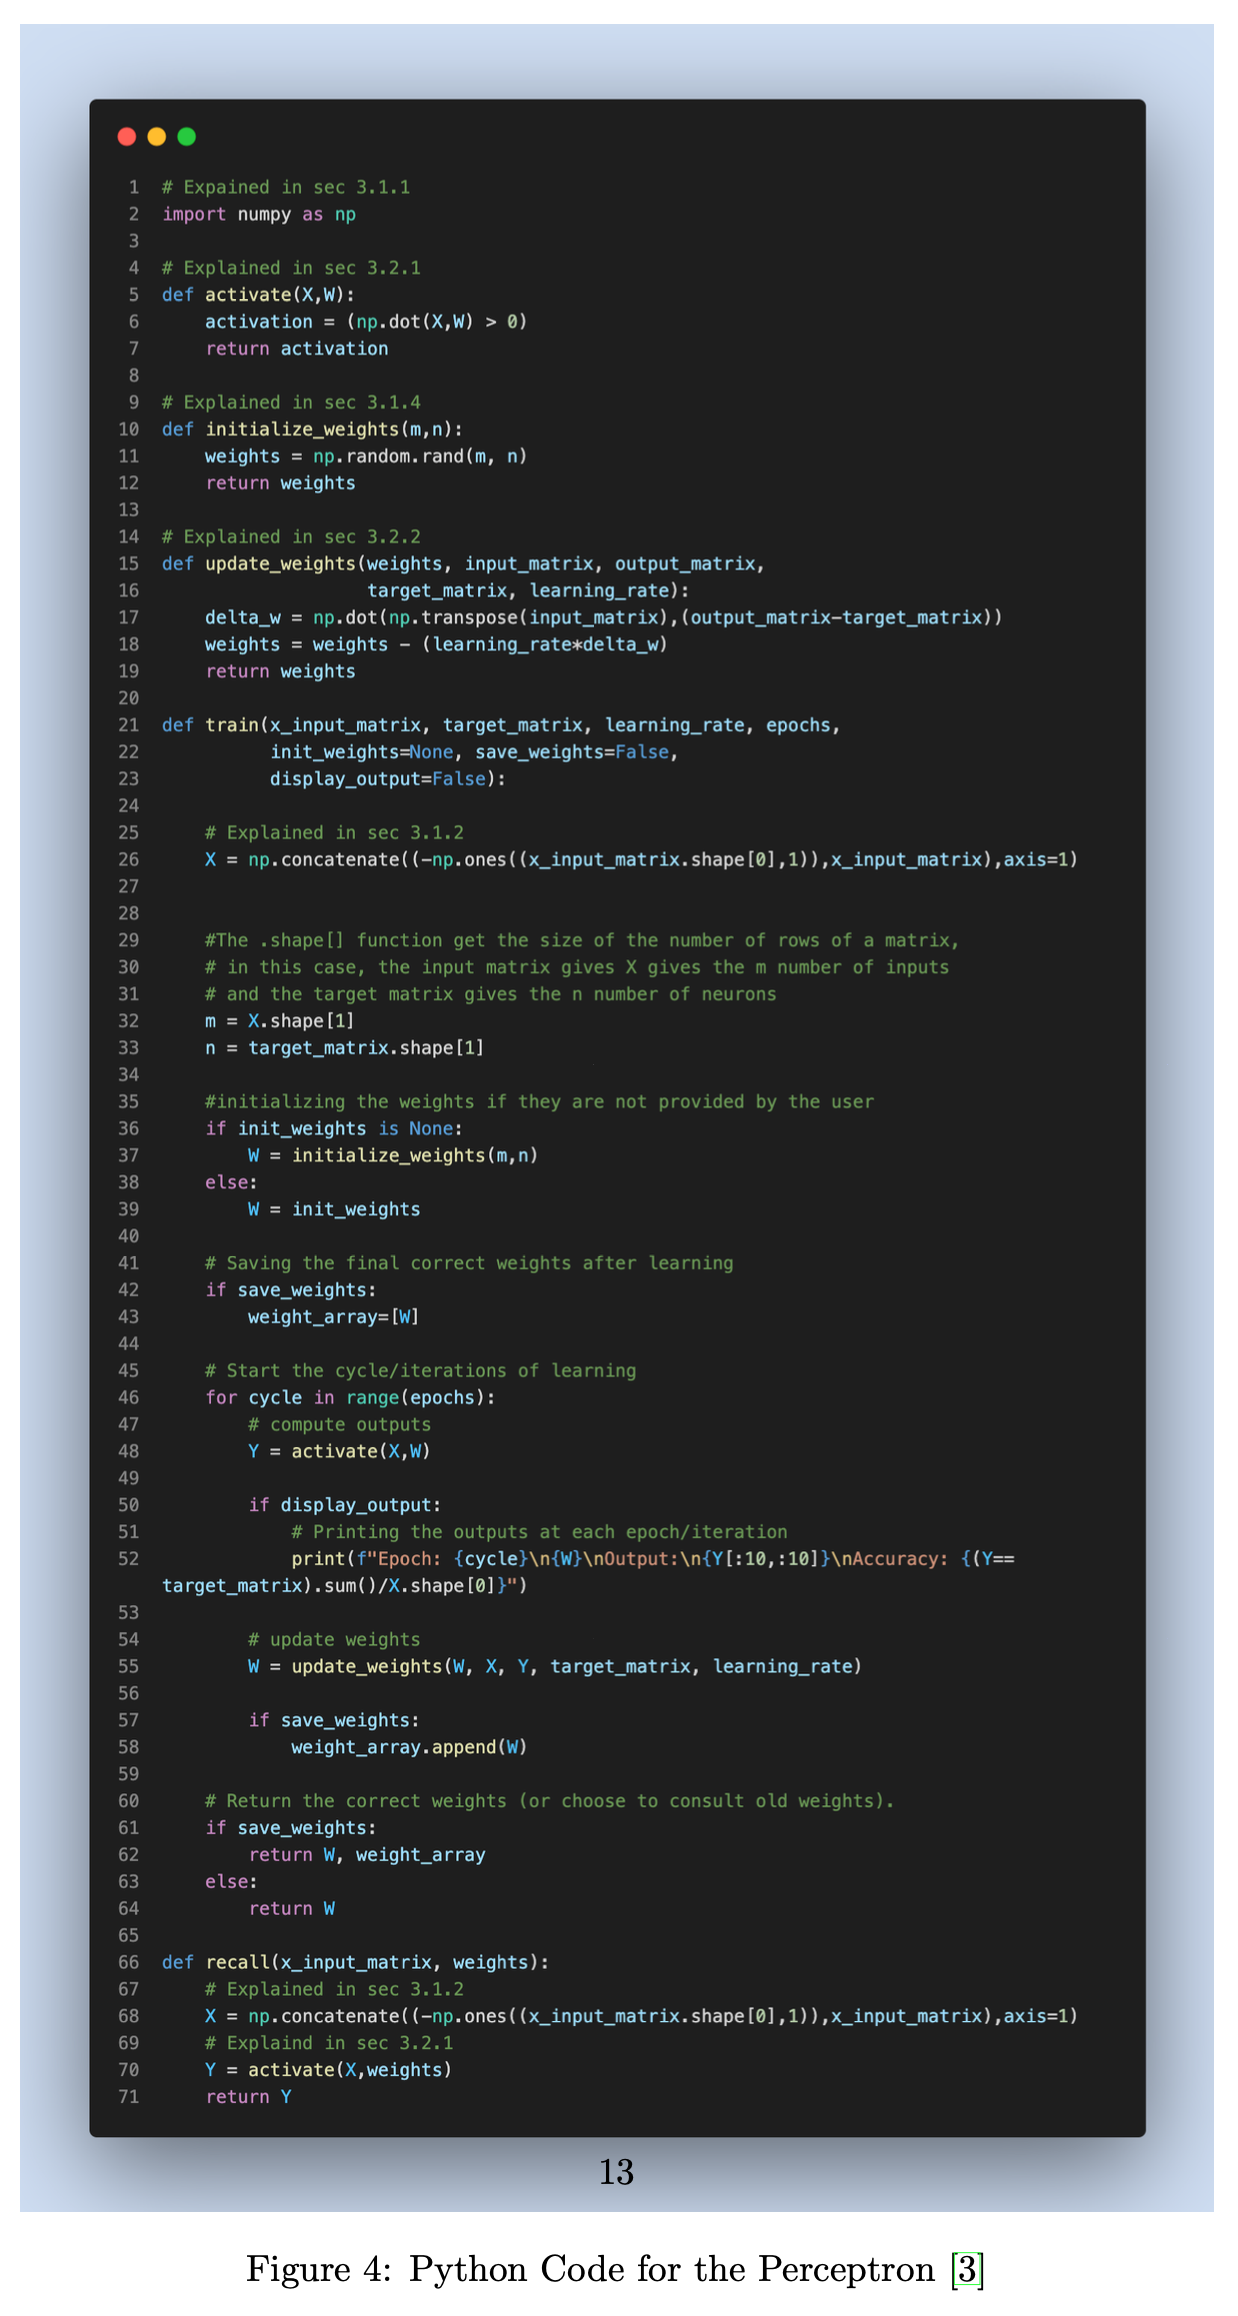 1 # Expained in sec 3.1.1
2 import numpy as np
3
4 # Explained in sec 3.2.1
5 def activate(X,W):
6     activation = (np.dot(X,W) > 0)
7     return activation
8
9 # Explained in sec 3.1.4
10 def initialize_weights(m,n):
11     weights = np.random.rand(m, n)
12     return weights
13
14 # Explained in sec 3.2.2
15 def update_weights(weights, input_matrix, output_matrix,
16                    target_matrix, learning_rate):
17     delta_w = np.dot(np.transpose(input_matrix),(output_matrix-target_matrix))
18     weights = weights - (learning_rate*delta_w)
19     return weights
20
21 def train(x_input_matrix, target_matrix, learning_rate, epochs,
22           init_weights=None, save_weights=False,
23           display_output=False):
24
25     # Explained in sec 3.1.2
26     X = np.concatenate((-np.ones((x_input_matrix.shape[0],1)),x_input_matrix),axis=1)
27
28
29     #The .shape[] function get the size of the number of rows of a matrix,
30     # in this case, the input matrix gives X gives the m number of inputs
31     # and the target matrix gives the n number of neurons
32     m = X.shape[1]
33     n = target_matrix.shape[1]
34
35     #initializing the weights if they are not provided by the user
36     if init_weights is None:
37         W = initialize_weights(m,n)
38     else:
39         W = init_weights
40
41     # Saving the final correct weights after learning
42     if save_weights:
43         weight_array=[W]
44
45     # Start the cycle/iterations of learning
46     for cycle in range(epochs):
47         # compute outputs
48         Y = activate(X,W)
49
50         if display_output:
51             # Printing the outputs at each epoch/iteration
52             print(f"Epoch: {cycle}\n{W}\nOutput:\n{Y[:10,:10]}\nAccuracy: {(Y==
target_matrix).sum()/X.shape[0]}")
53
54         # update weights
55         W = update_weights(W, X, Y, target_matrix, learning_rate)
56
57         if save_weights:
58             weight_array.append(W)
59
60     # Return the correct weights (or choose to consult old weights).
61     if save_weights:
62         return W, weight_array
63     else:
64         return W
65
66 def recall(x_input_matrix, weights):
67     # Explained in sec 3.1.2
68     X = np.concatenate((-np.ones((x_input_matrix.shape[0],1)),x_input_matrix),axis=1)
69     # Explaind in sec 3.2.1
70     Y = activate(X,weights)
71     return Y
13
Figure 4: Python Code for the Perceptron [3]